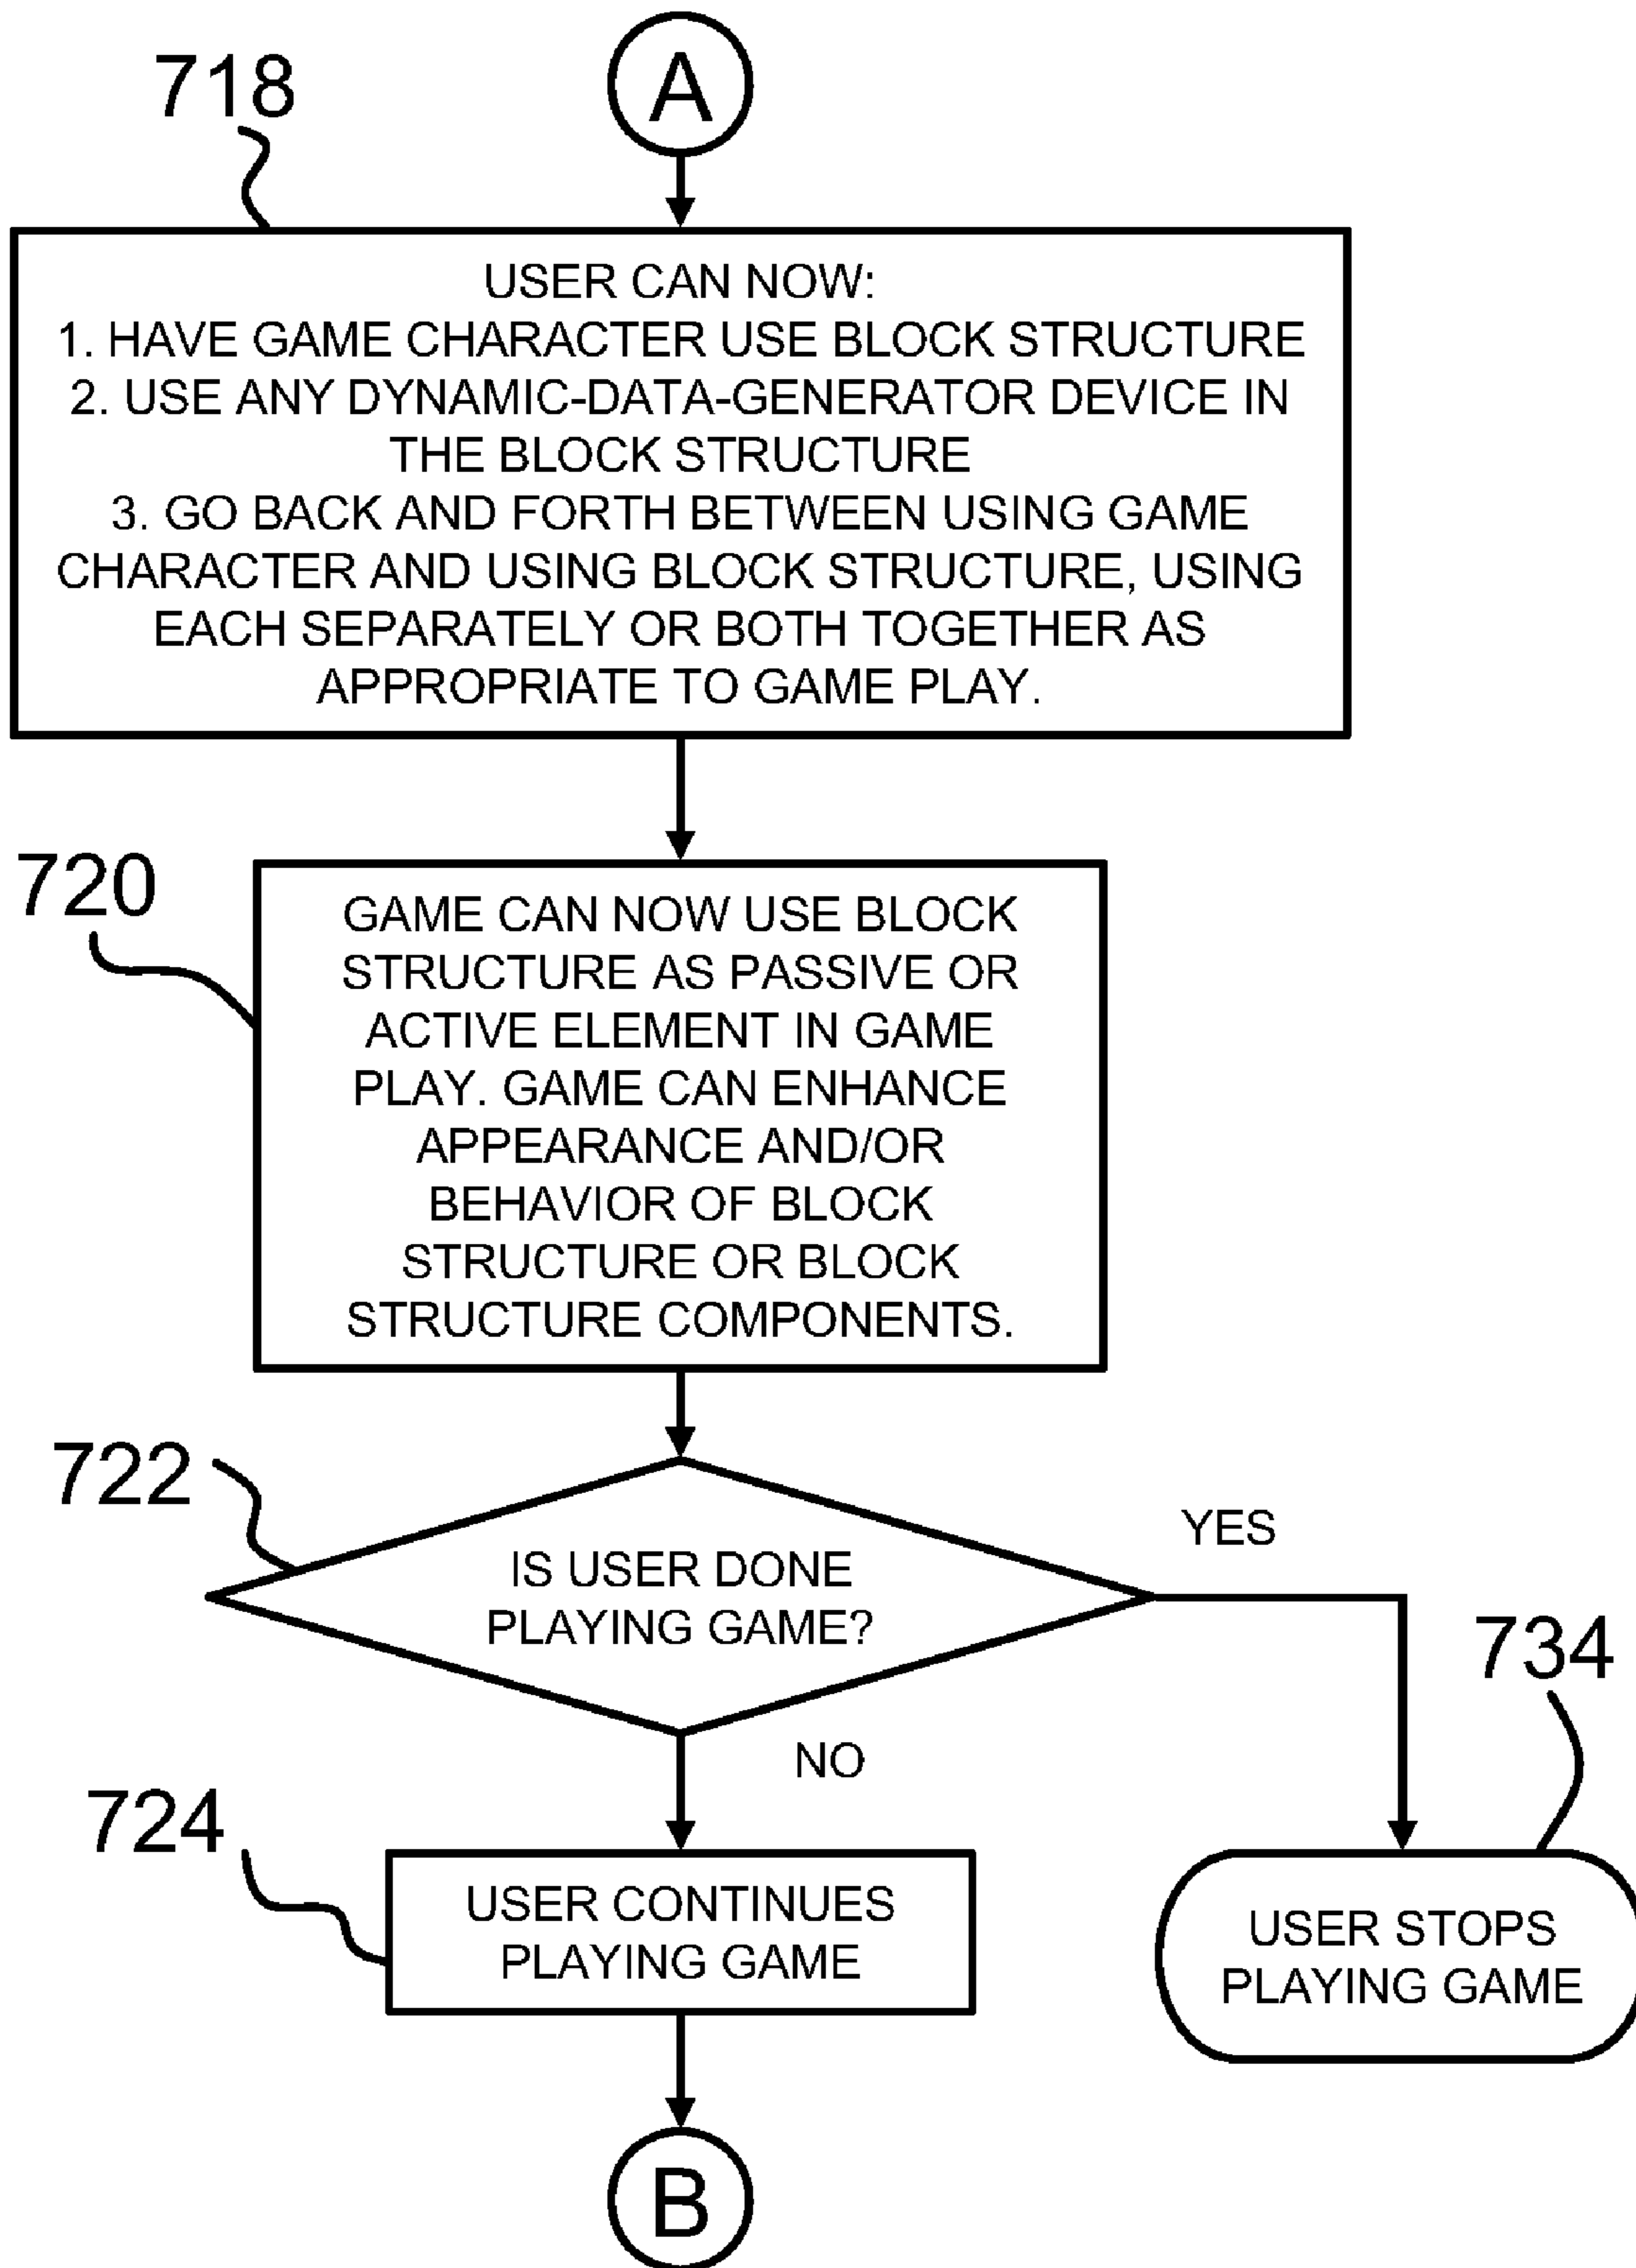 A
718
USER CAN NOW:
1. HAVE GAME CHARACTER USE BLOCK STRUCTURE
2. USE ANY DYNAMIC-DATA-GENERATOR DEVICE IN
THE BLOCK STRUCTURE
3. GO BACK AND FORTH BETWEEN USING GAME
CHARACTER AND USING BLOCK STRUCTURE, USING
EACH SEPARATELY OR BOTH TOGETHER AS
APPROPRIATE TO GAME PLAY.
720
GAME CAN NOW USE BLOCK
STRUCTURE AS PASSIVE OR
ACTIVE ELEMENT IN GAME
PLAY. GAME CAN ENHANCE
APPEARANCE AND/OR
BEHAVIOR OF BLOCK
STRUCTURE OR BLOCK
STRUCTURE COMPONENTS.
722
IS USER DONE
PLAYING GAME?
YES
NO
734
724
USER CONTINUES
PLAYING GAME
USER STOPS
PLAYING GAME
B